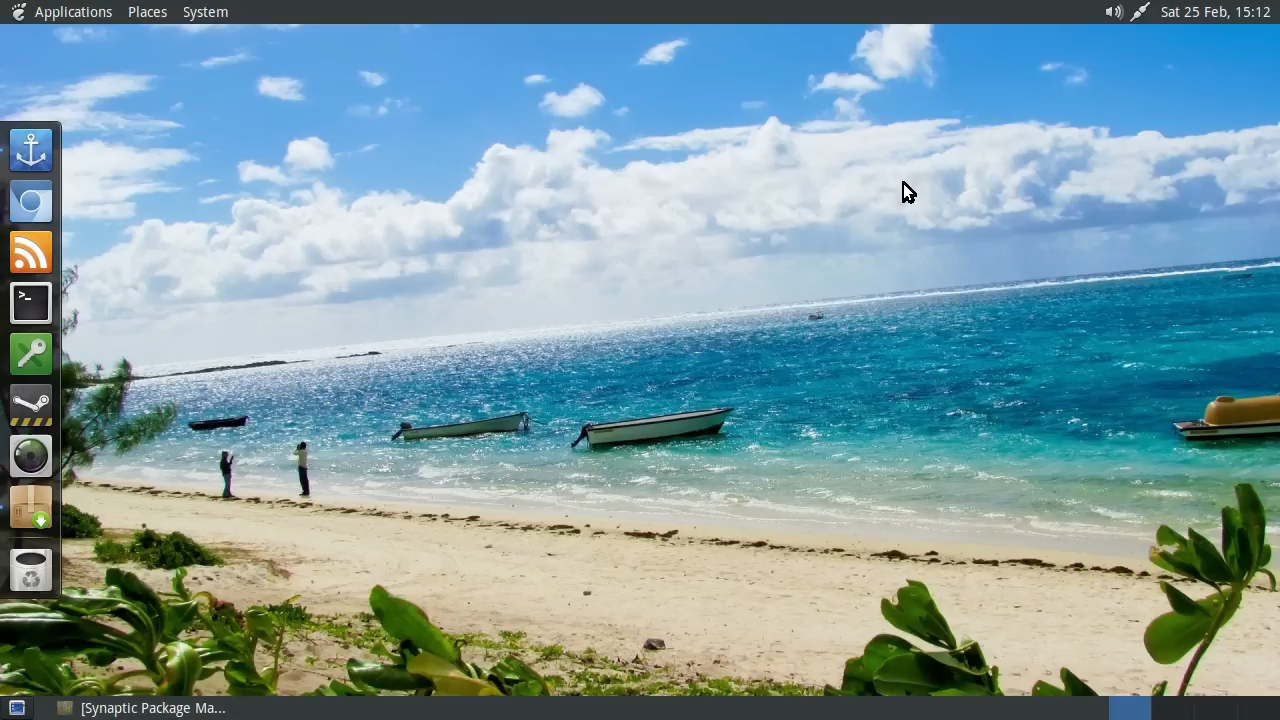 Applications Places System Sat 25 Feb, 15:12
>_
[Synaptic Package Ma...